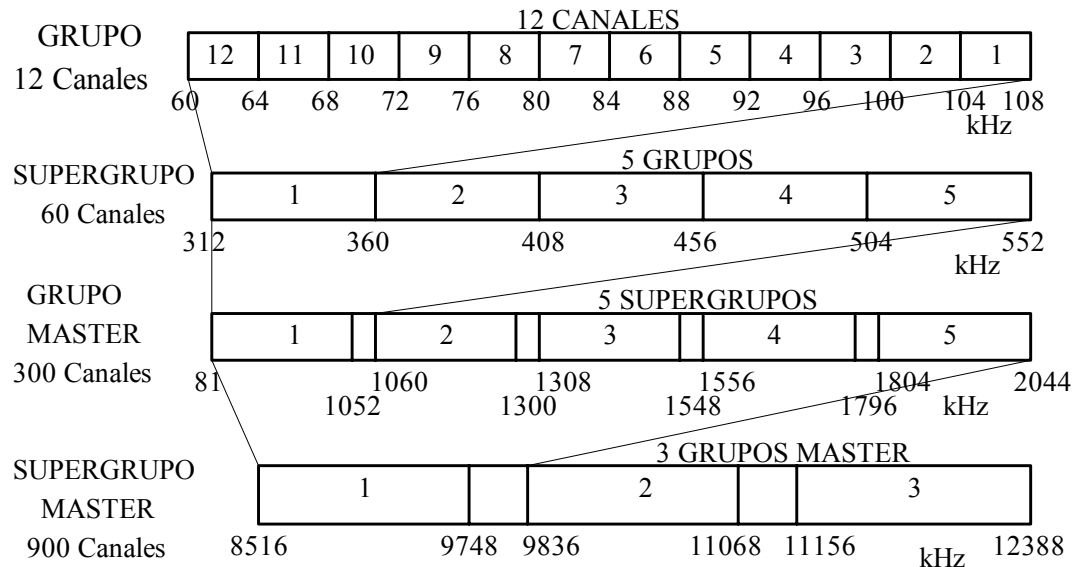 12 CANALES
GRUPO
12 Canales
12 11 10 9 8 7 6 5 4 3 2 1
60 64 68 72 76 80 84 88 92 96 100 104 108
kHz
5 GRUPOS
SUPERGRUPO
60 Canales
1 2 3 4 5
312 360 408 456 504 552
kHz
5 SUPERGRUPOS
GRUPO
MASTER
300 Canales
1 2 3 4 5
81 1060 1308 1556 1804 2044
1052 1300 1548 1796 kHz
3 GRUPOS MASTER
SUPERGRUPO
MASTER
900 Canales
1 2 3
8516 9748 9836 11068 11156 12388
kHz